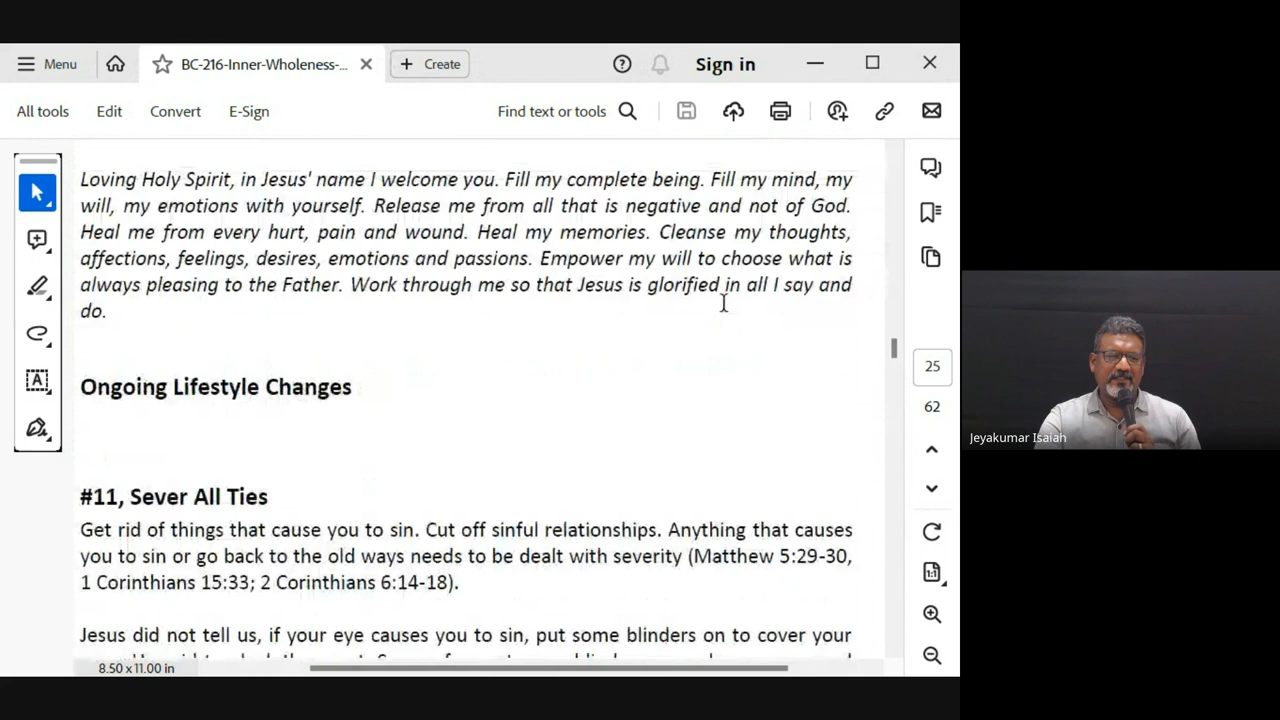 Menu
BC-216-Inner-Wholeness-...
Create
Sign in
All tools
Edit
Convert
E-Sign
Find text or tools
Loving Holy Spirit, in Jesus' name I welcome you. Fill my complete being. Fill my mind, my
will, my emotions with yourself. Release me from all that is negative and not of God.
Heal me from every hurt, pain and wound. Heal my memories. Cleanse my thoughts,
affections, feelings, desires, emotions and passions. Empower my will to choose what is
always pleasing to the Father. Work through me so that Jesus is glorified in all I say and
do.
Ongoing Lifestyle Changes
#11, Sever All Ties
Get rid of things that cause you to sin. Cut off sinful relationships. Anything that causes
you to sin or go back to the old ways needs to be dealt with severity (Matthew 5:29-30,
1 Corinthians 15:33; 2 Corinthians 6:14-18).
Jesus did not tell us, if your eye causes you to sin, put some blinders on to cover your
8.50 x 11.00 in
25
62
1:1
Jeyakumar Isaiah